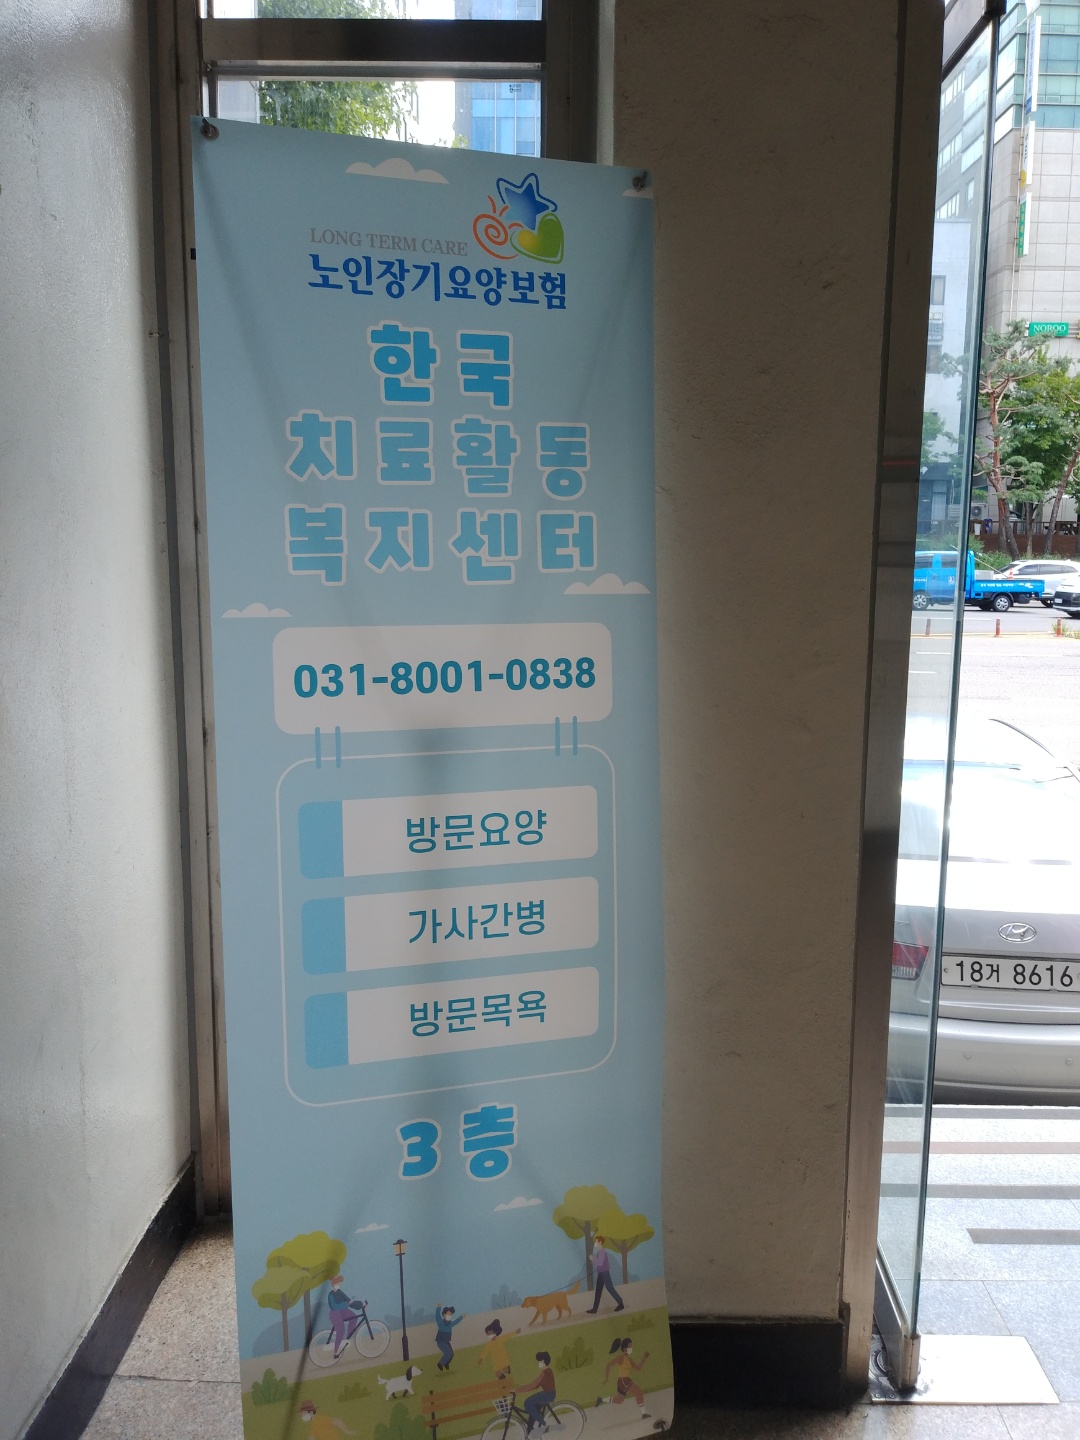 LONG TERM CARE
노인장기요양보험
한국
치료활동
복지센터
031-8001-0838
방문요양
가사간병
방문목욕
3층
NOROO
18거 8616